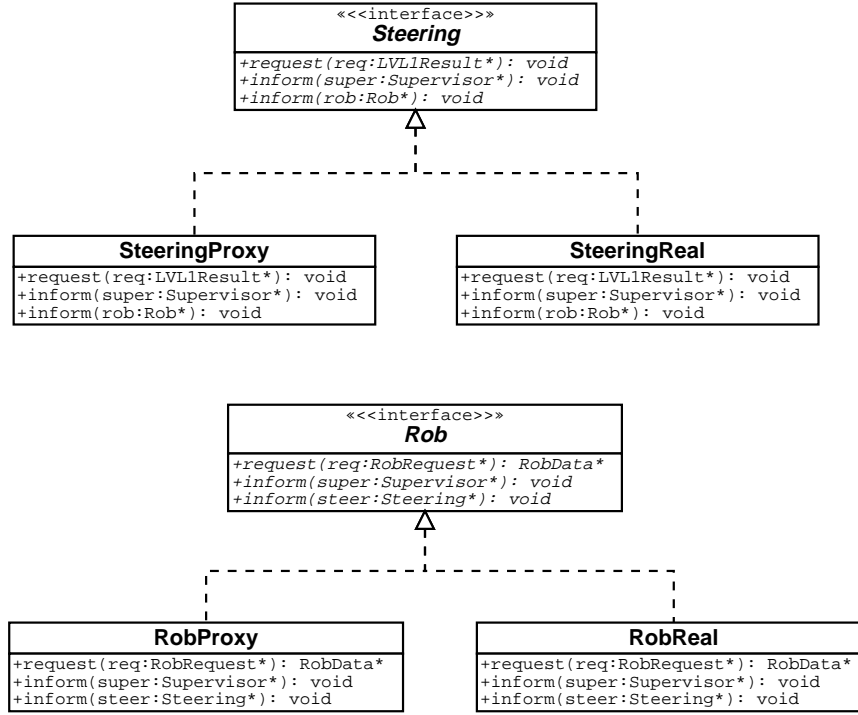 «<<interface>>»
Steering
+request(req:LVL1Result*): void
+inform(super:Supervisor*): void
+inform(rob:Rob*): void
SteeringProxy
+request(req:LVL1Result*): void
+inform(super:Supervisor*): void
+inform(rob:Rob*): void
SteeringReal
+request(req:LVL1Result*): void
+inform(super:Supervisor*): void
+inform(rob:Rob*): void
«<<interface>>»
Rob
+request(req:RobRequest*): RobData*
+inform(super:Supervisor*): void
+inform(steer:Steering*): void
RobProxy
+request(req:RobRequest*): RobData*
+inform(super:Supervisor*): void
+inform(steer:Steering*): void
RobReal
+request(req:RobRequest*): RobData*
+inform(super:Supervisor*): void
+inform(steer:Steering*): void